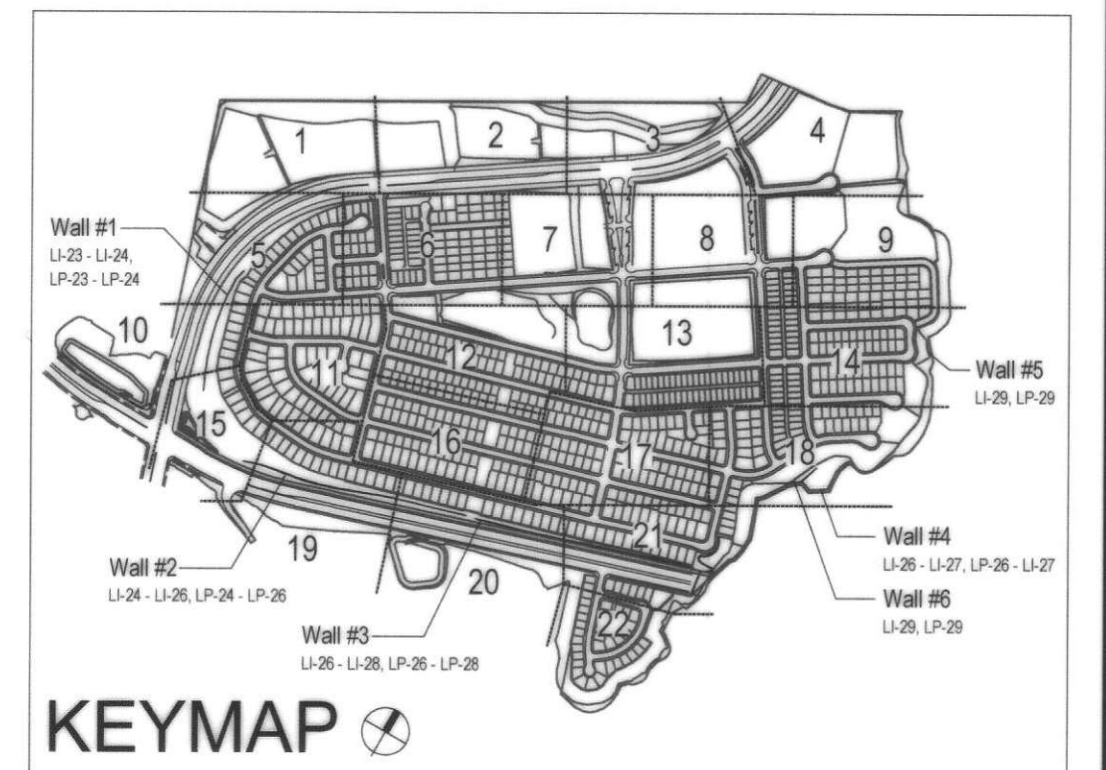 1
2
3
4
Wall #1
LI-23 - LI-24,
LP-23 - LP-24
5
6
7
8
9
10
11
12
13
14
Wall #5
LI-29, LP-29
15
16
17
18
19
20
21
22
Wall #2
LI-24 - LI-26, LP-24 - LP-26
Wall #3
LI-26 - LI-28, LP-26 - LP-28
Wall #4
LI-26 - LI-27, LP-26 - LI-27
Wall #6
LI-29, LP-29
KEYMAP